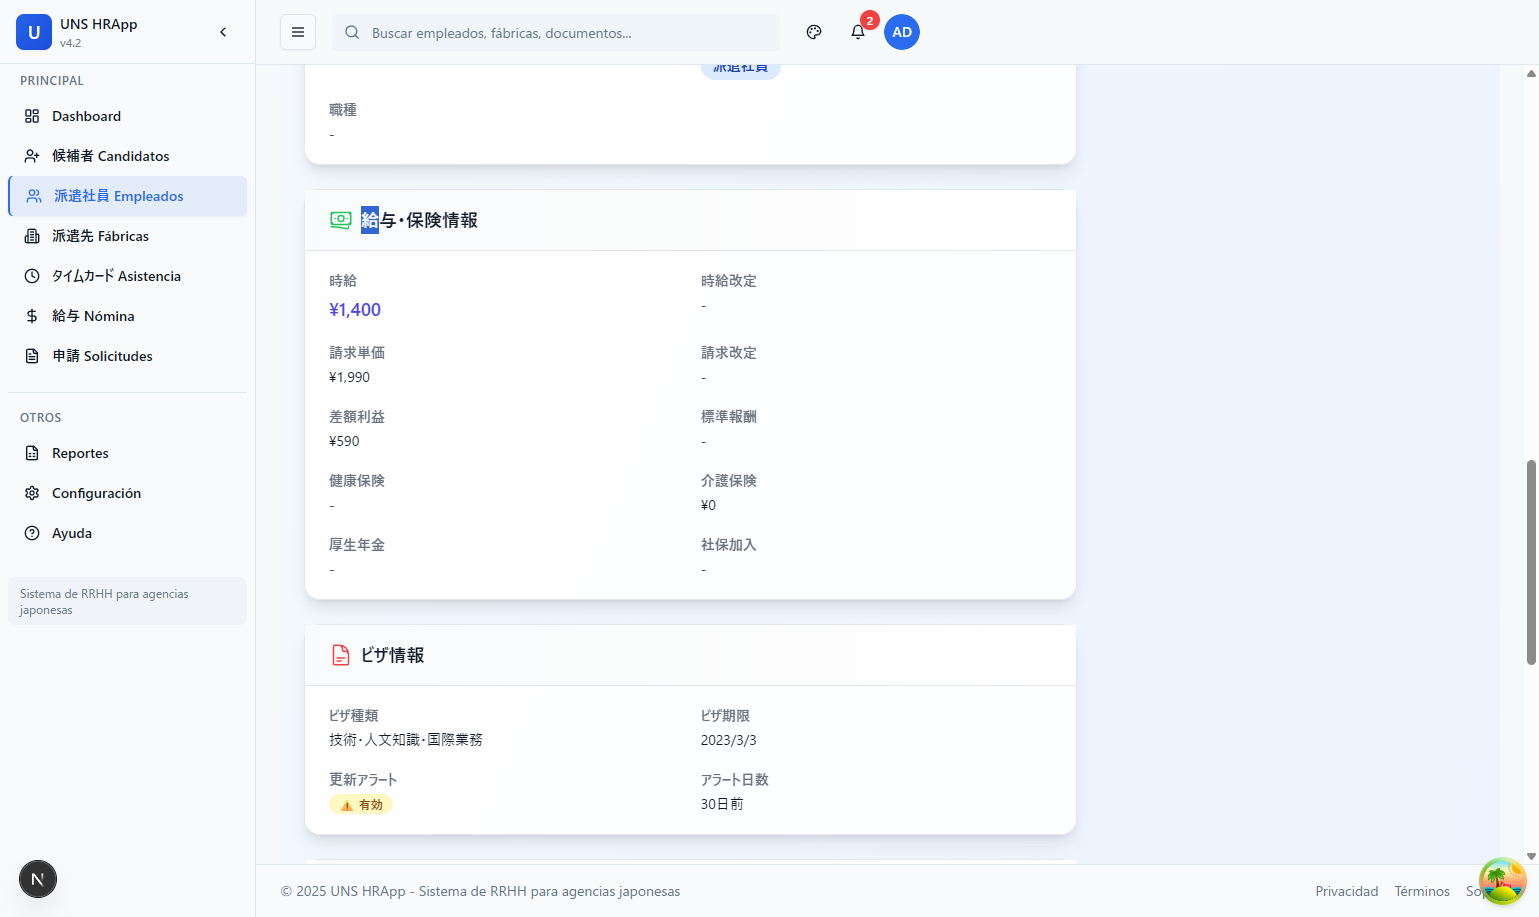 U
UNS HRApp
v4.2
Buscar empleados, fábricas, documentos...
2
AD
PRINCIPAL
Dashboard
候補者 Candidatos
派遣社員 Empleados
派遣先 Fábricas
タイムカード Asistencia
給与 Nómina
申請 Solicitudes
OTROS
Reportes
Configuración
Ayuda
Sistema de RRHH para agencias
japonesas
N
派遣社員
職種
-
給与・保険情報
時給
¥1,400
時給改定
-
請求単価
¥1,990
請求改定
-
差額利益
¥590
標準報酬
-
健康保険
-
介護保険
¥0
厚生年金
-
社保加入
-
ビザ情報
ビザ種類
技術・人文知識・国際業務
ビザ期限
2023/3/3
更新アラート
有効
アラート日数
30日前
© 2025 UNS HRApp - Sistema de RRHH para agencias japonesas
Privacidad
Términos